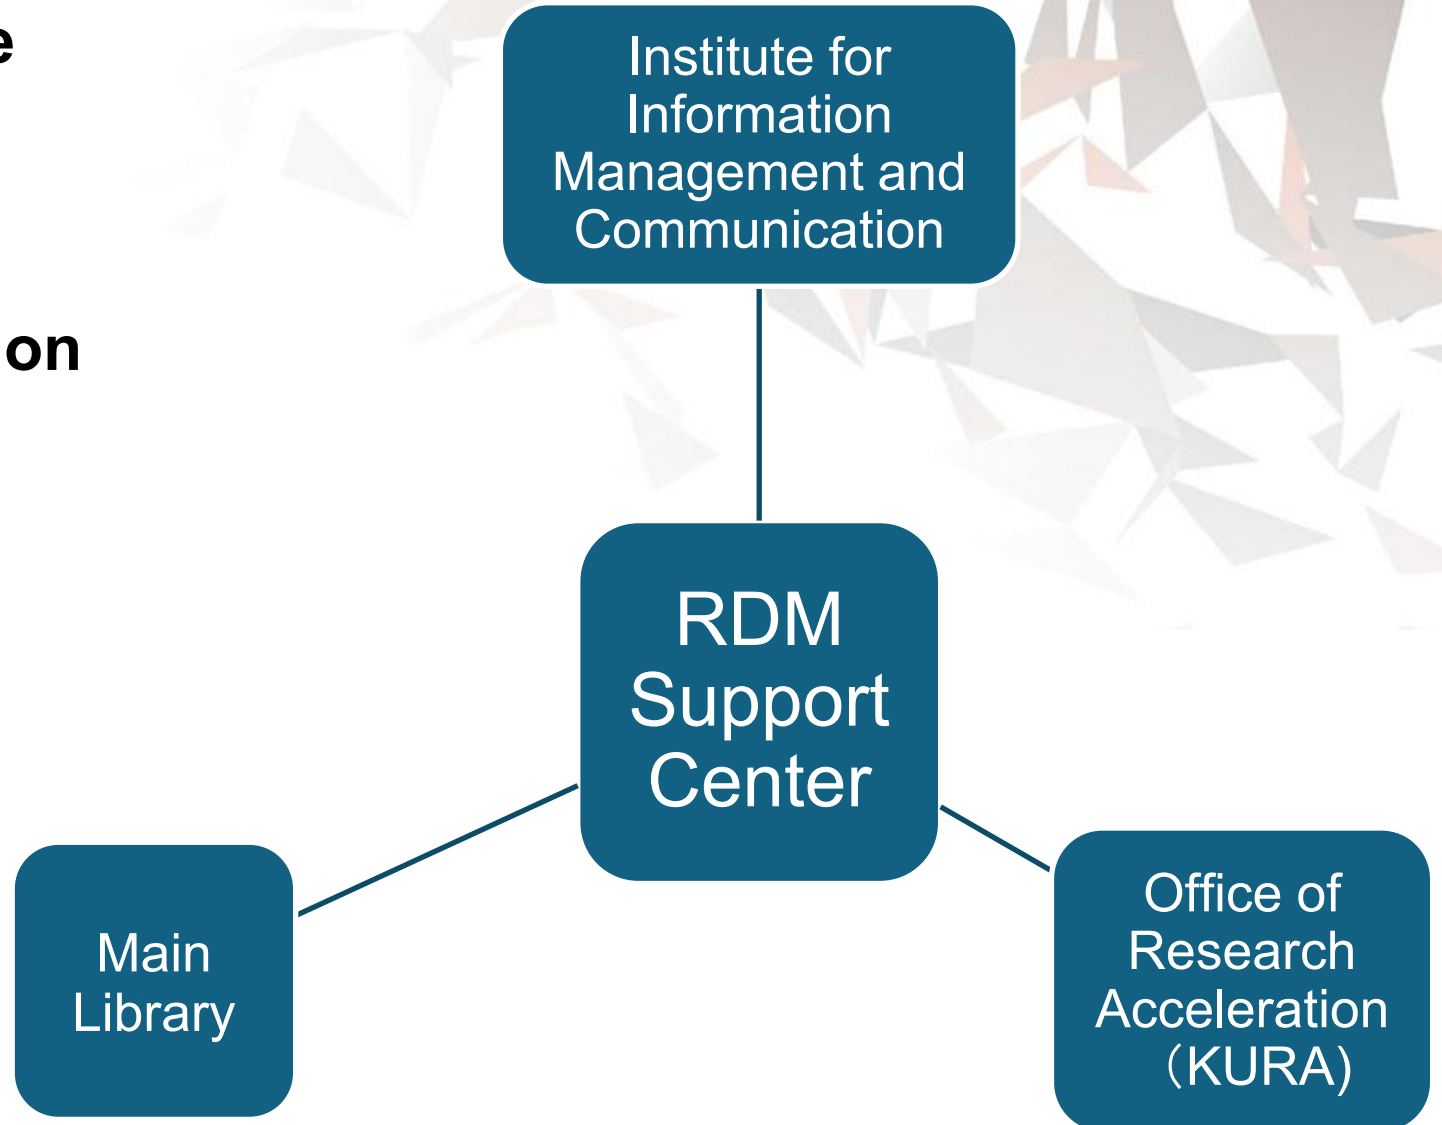 e
Institute for
Information
Management and
Communication
on
RDM
Support
Center
Main
Library
Office of
Research
Acceleration
（KURA)